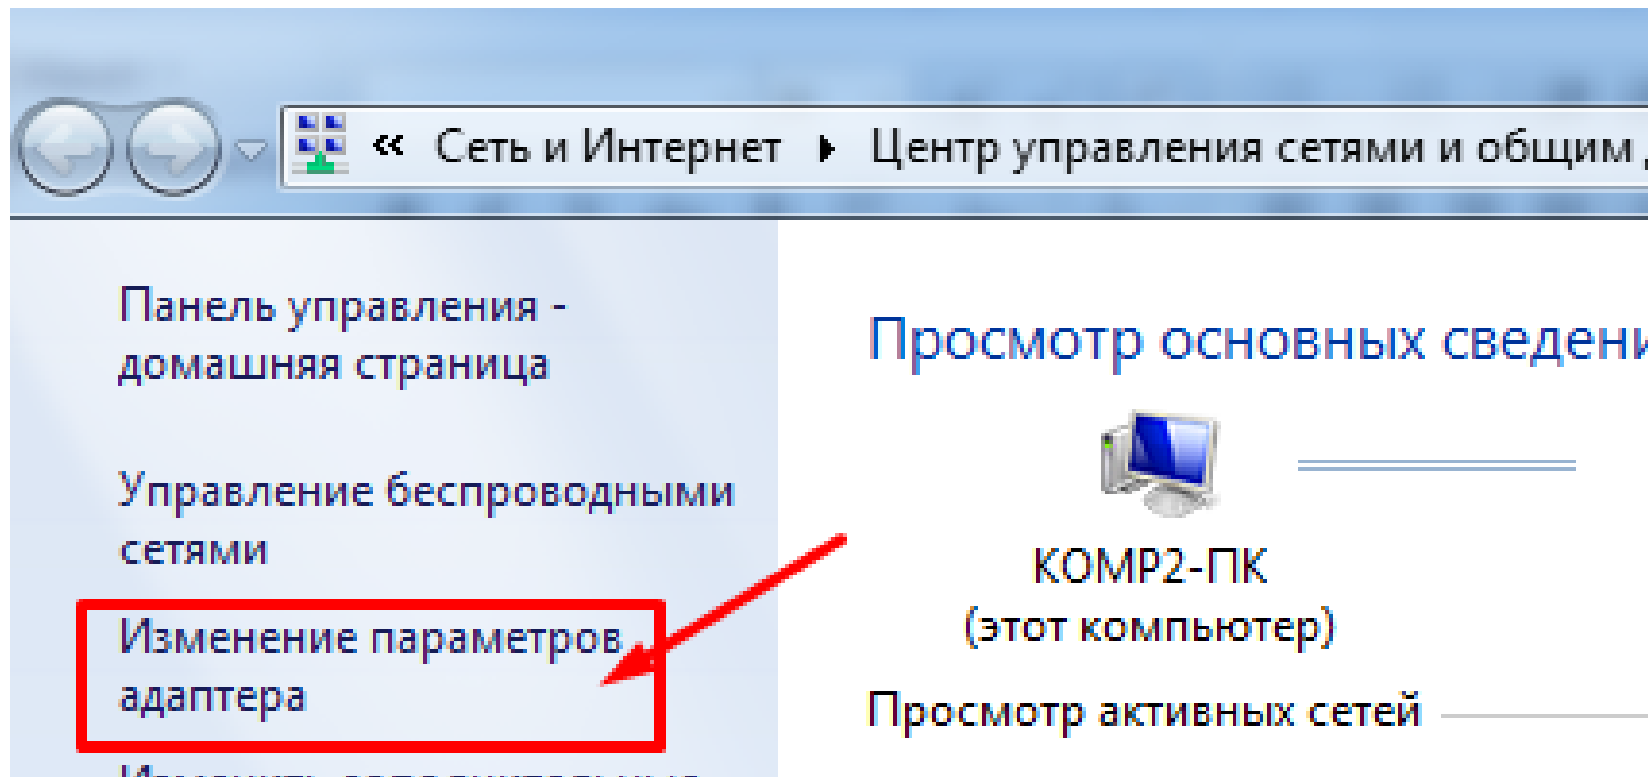 « Сеть и Интернет ▸ Центр управления сетями и общим
Панель управления -
домашняя страница
Управление беспроводными
сетями
Изменение параметров
адаптера
Просмотр основных сведени
KOMP2-ПК
(этот компьютер)
Просмотр активных сетей